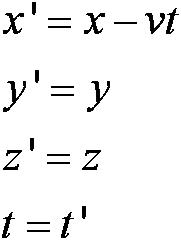 x' = x − vt
y' = y
z' = z
t = t'